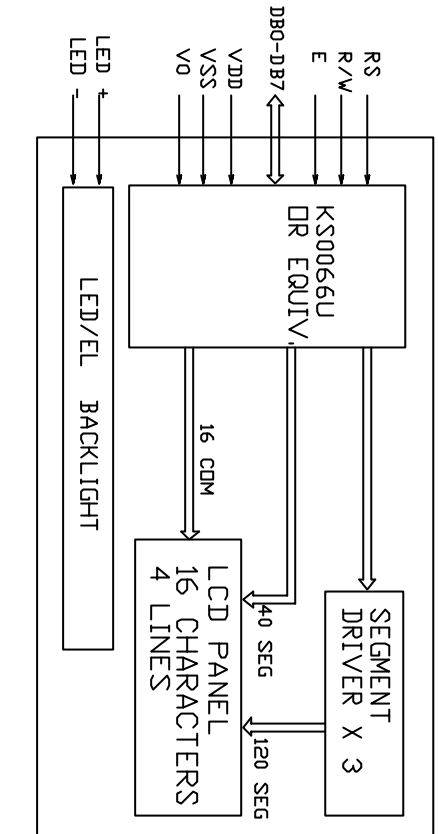 RS
R/W
E
DB0-DB7
VDD
VSS
V0
LED +
LED -
KS0066U
OR EQUIV.
SEGMENT
DRIVER X 3
40 SEG
120 SEG
16 COM
LCD PANEL
16 CHARACTERS
4 LINES
LED/EL BACKLIGHT